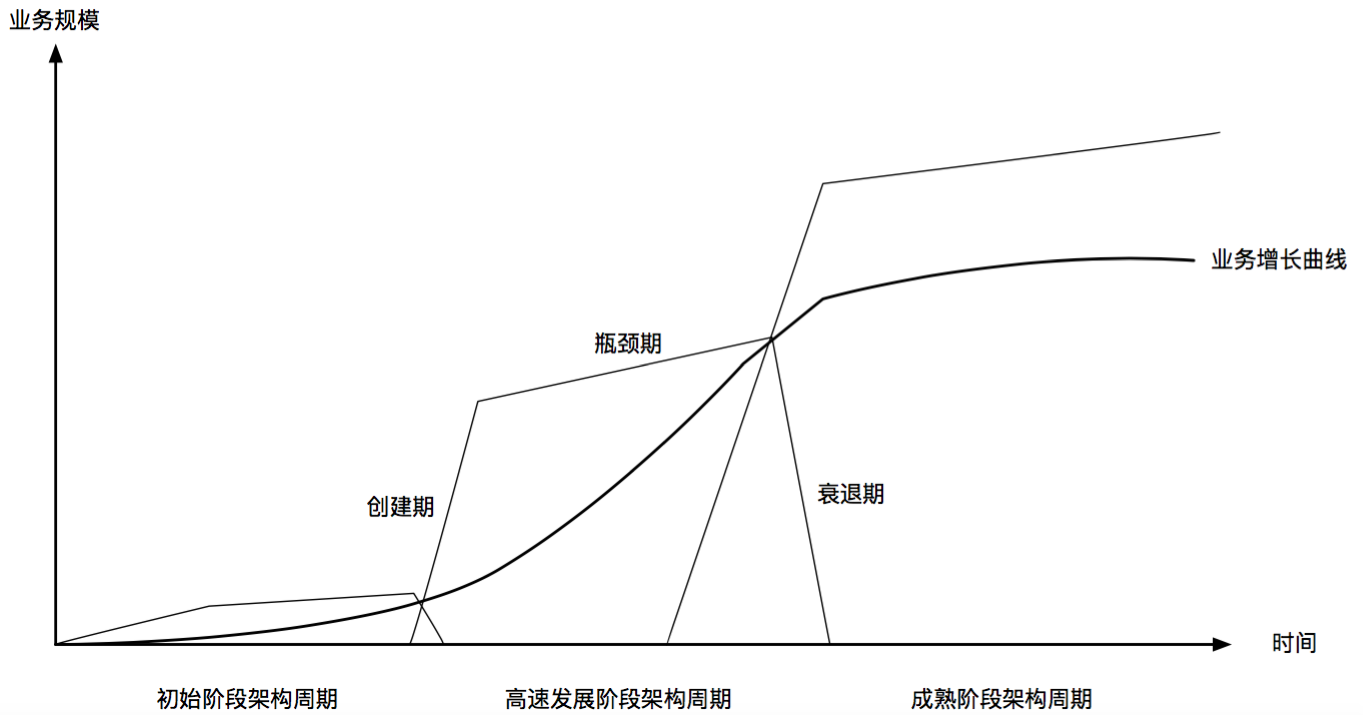 业务规模
业务增长曲线
瓶颈期
衰退期
创建期
时间
初始阶段架构周期
高速发展阶段架构周期
成熟阶段架构周期